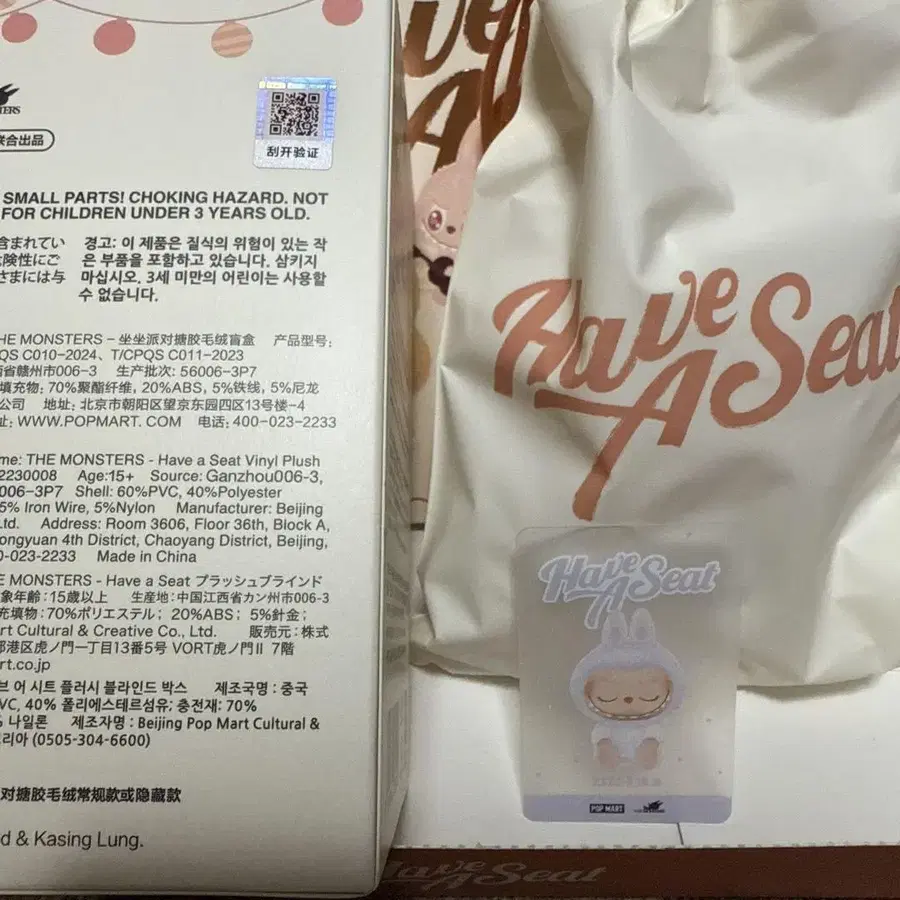 联合出品
刮开验证
SMALL PARTS! CHOKING HAZARD. NOT
FOR CHILDREN UNDER 3 YEARS OLD.
含まれてい
険性にご
さまには与
경고: 이 제품은 질식의 위험이 있는 작
은 부품을 포함하고 있습니다. 삼키지
마십시오. 3세 미만의 어린이는 사용할
수 없습니다.
HE MONSTERS – 坐坐派对搪胶毛绒盲盒 产品型号:
QS C010-2024、T/CPQS C011-2023
省赣州市006-3 生产批次: 56006-3P7
填充物: 70%聚酯纤维, 20%ABS, 5%铁线, 5%尼龙
公司 地址: 北京市朝阳区望京东园四区13号楼-4
址: WWW.POPMART.COM 电话: 400-023-2233
me: THE MONSTERS - Have a Seat Vinyl Plush
2230008 Age:15+ Source: Ganzhou006-3,
006-3P7 Shell: 60%PVC, 40%Polyester
5% Iron Wire, 5%Nylon Manufacturer: Beijing
td. Address: Room 3606, Floor 36th, Block A,
ongyuan 4th District, Chaoyang District, Beijing,
0-023-2233 Made in China
E MONSTERS - Have a Seat プラッシュブラインド
象年齢: 15歳以上 生産地: 中国江西省カン州市006-3
充填物: 70%ポリエステル; 20%ABS; 5%針金;
art Cultural & Creative Co., Ltd. 販売元: 株式
都港区虎ノ門一丁目13番5号 VORT虎ノ門II 7階
rt.co.jp
브 어 시트 플러시 블라인드 박스 제조국명 : 중국
VC, 40% 폴리에스테르섬유; 충전재: 70%
% 나일론 제조자명 : Beijing Pop Mart Cultural &
코리아 (0505-304-6600)
对搪胶毛绒常规款或隐藏款
d & Kasing Lung.
Have
A Seat
Have
A Seat
POP MART
Have A Seat